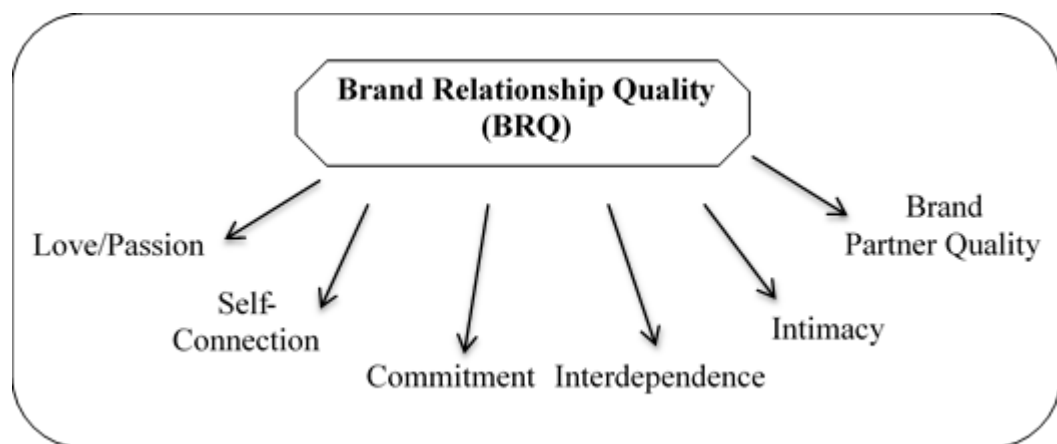 Brand Relationship Quality
(BRQ)
Love/Passion
Self-
Connection
Commitment
Interdependence
Intimacy
Brand
Partner Quality